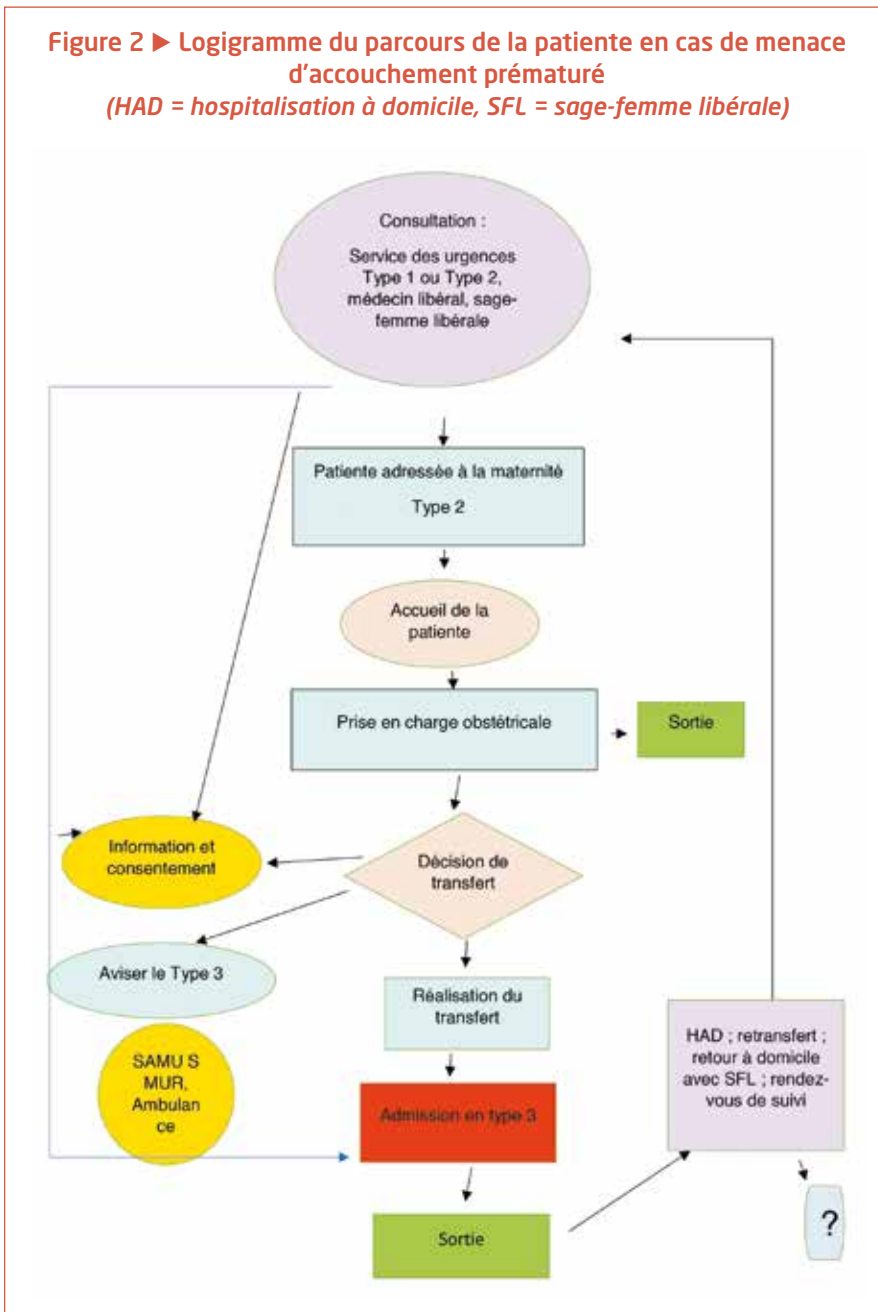 Figure 2 ▶ Logigramme du parcours de la patiente en cas de menace
d'accouchement prématuré
(HAD = hospitalisation à domicile, SFL = sage-femme libérale)
Consultation :
Service des urgences
Type 1 ou Type 2,
médecin libéral, sage-
femme libérale
Patiente adressée à la maternité
Type 2
Accueil de la
patiente
Prise en charge obstétricale
Sortie
Information et
consentement
Décision de
transfert
Aviser le Type 3
Réalisation du
transfert
SAMU S
MUR,
Ambulan
ce
Admission en type 3
HAD ; retransfert ;
retour à domicile
avec SFL ; rendez-
vous de suivi
Sortie
?